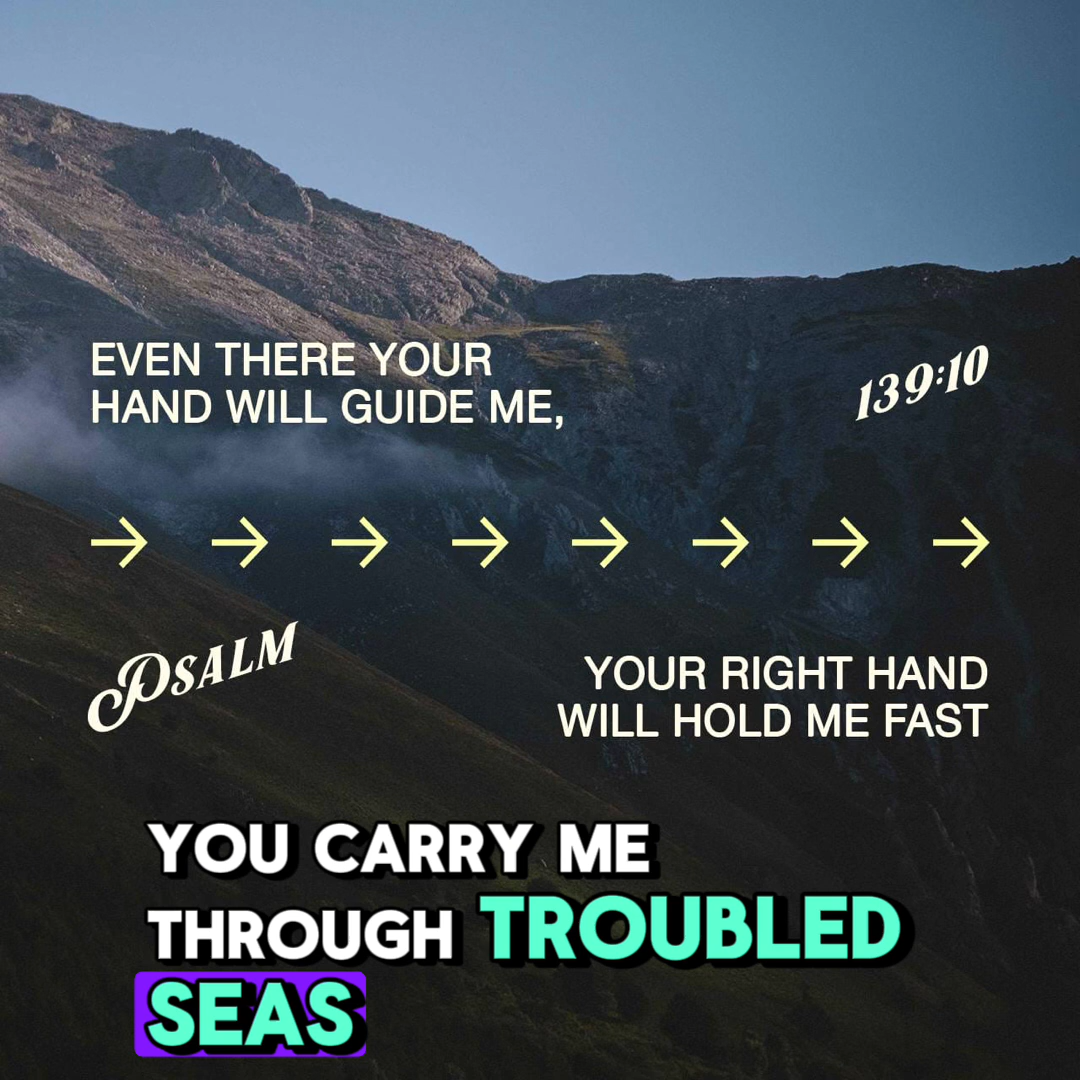 EVEN THERE YOUR
HAND WILL GUIDE ME,
139:10
PSALM
YOUR RIGHT HAND
WILL HOLD ME FAST
YOU CARRY ME
THROUGH TROUBLED
SEAS